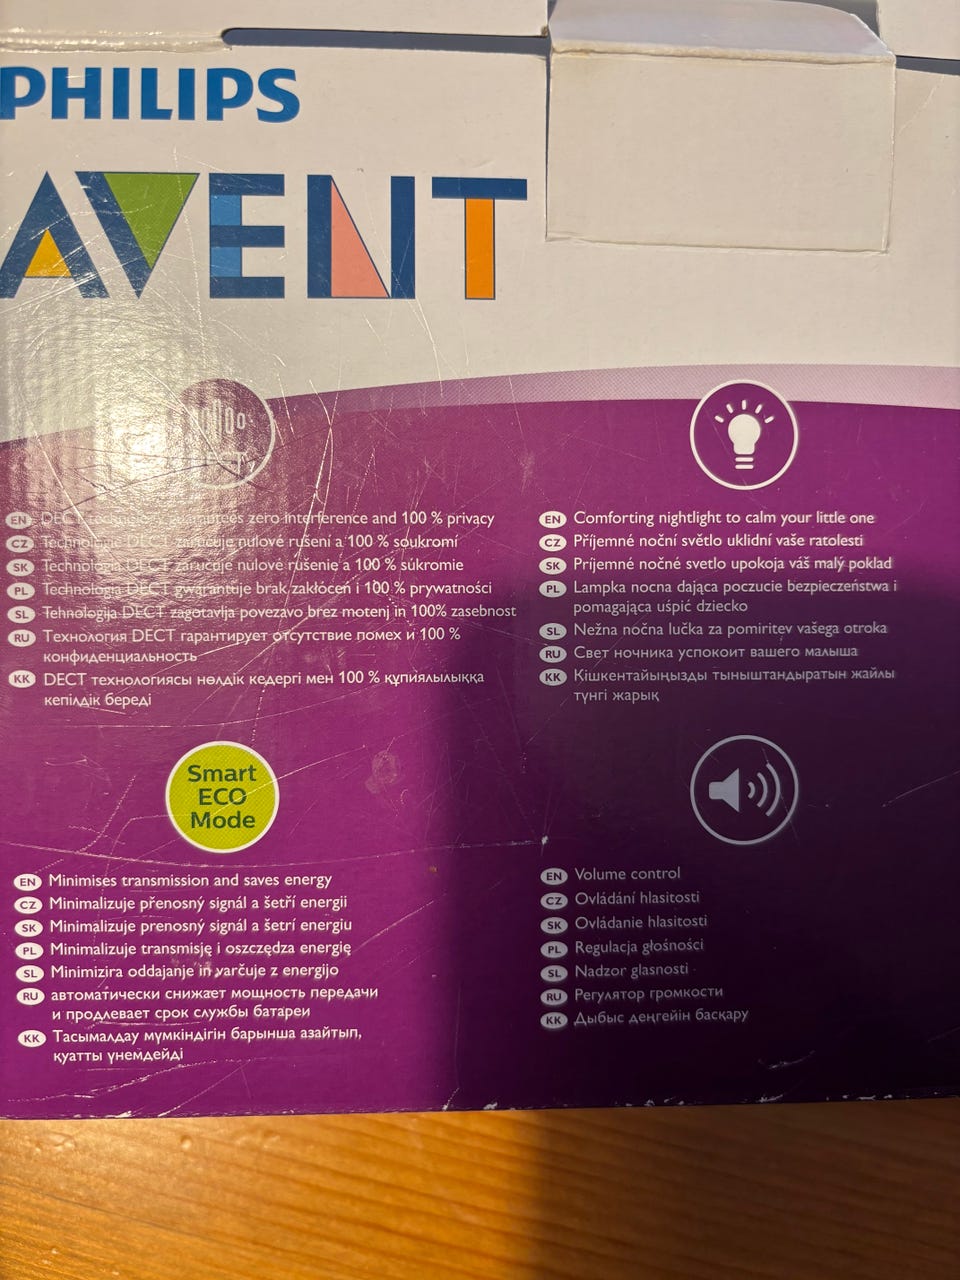 PHILIPS
AVENT
EN DECT technology guarantees zero interference and 100 % privacy
CZ Technologie DECT zaručuje nulové rušení a 100 % soukromí
SK Technológia DECT zaručuje nulové rušenie a 100 % súkromie
PL Technologia DECT gwarantuje brak zakłóceń i 100 % prywatności
SL Tehnologija DECT zagotavlja povezavo brez motenj in 100% zasebnost
RU Технология DECT гарантирует отсутствие помех и 100 %
конфиденциальность
KK DECT технологиясы нөлдік кедергі мен 100 % құпиялылыққа
кепілдік береді
EN Comforting nightlight to calm your little one
CZ Příjemné noční světlo uklidní vaše ratolesti
SK Príjemné nočné svetlo upokoja váš malý poklad
PL Lampka nocna dająca poczucie bezpieczeństwa i
pomagająca uśpić dziecko
SL Nežna nočna lučka za pomiritev vašega otroka
RU Свет ночника успокоит вашего малыша
KK Кішкентайыңызды тыныштандыратын жайлы
түнгі жарық
Smart
ECO
Mode
EN Minimises transmission and saves energy
CZ Minimalizuje přenosný signál a šetří energii
SK Minimalizuje prenosný signál a šetrí energiu
PL Minimalizuje transmisję i oszczędza energię
SL Minimizira oddajanje in varčuje z energijo
RU автоматически снижает мощность передачи
и продлевает срок службы батареи
KK Тасымалдау мүмкіндігін барынша азайтып,
қуатты үнемдейді
EN Volume control
CZ Ovládání hlasitosti
SK Ovládanie hlasitosti
PL Regulacja głośności
SL Nadzor glasnosti
RU Регулятор громкости
KK Дыбыс деңгейін басқару